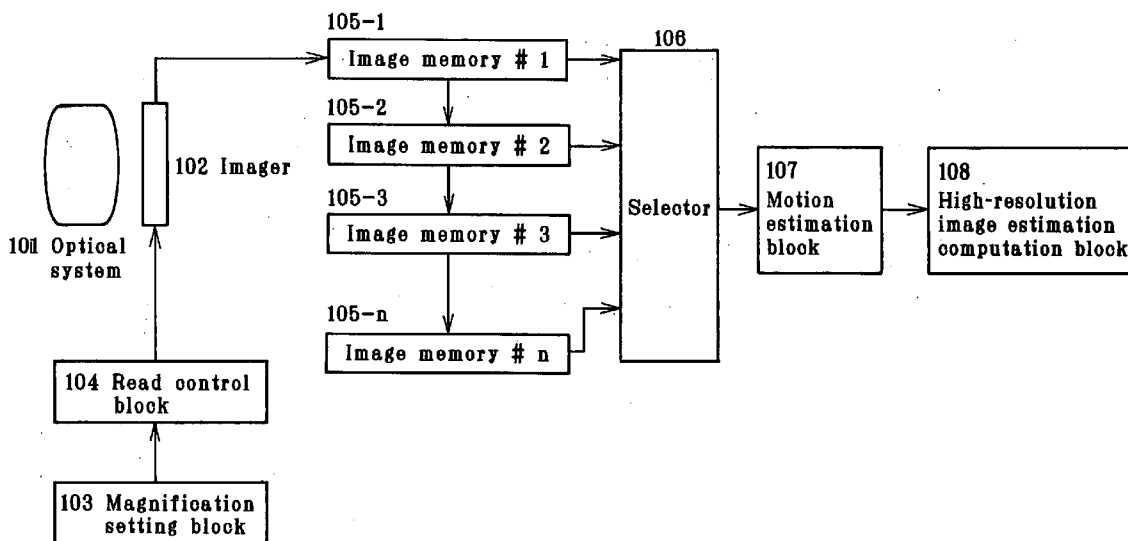 105-1
Image memory # 1
105-2
Image memory # 2
105-3
Image memory # 3
105-n
Image memory # n
106
Selector
102 Imager
101 Optical
system
107
Motion
estimation
block
108
High-resolution
image estimation
computation block
104 Read control
block
103 Magnification
setting block